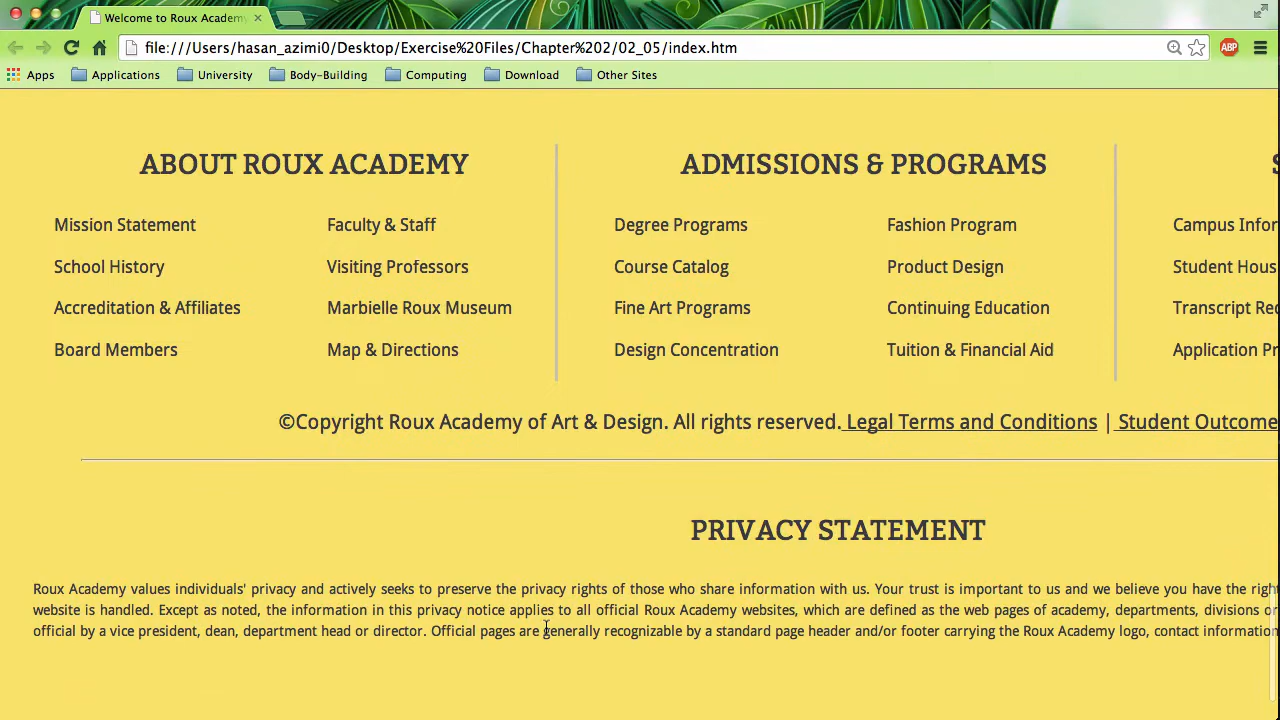 Welcome to Roux Academy
file:///Users/hasan_azimi0/Desktop/Exercise%20Files/Chapter%202/02_05/index.htm
ABP
Apps Applications University Body-Building Computing Download Other Sites
ABOUT ROUX ACADEMY ADMISSIONS & PROGRAMS S
Mission Statement Faculty & Staff Degree Programs Fashion Program Campus Infor
School History Visiting Professors Course Catalog Product Design Student Hous
Accreditation & Affiliates Marbielle Roux Museum Fine Art Programs Continuing Education Transcript Req
Board Members Map & Directions Design Concentration Tuition & Financial Aid Application Pr
©Copyright Roux Academy of Art & Design. All rights reserved. Legal Terms and Conditions | Student Outcome
PRIVACY STATEMENT
Roux Academy values individuals' privacy and actively seeks to preserve the privacy rights of those who share information with us. Your trust is important to us and we believe you have the righ
website is handled. Except as noted, the information in this privacy notice applies to all official Roux Academy websites, which are defined as the web pages of academy, departments, divisions o
official by a vice president, dean, department head or director. Official pages are generally recognizable by a standard page header and/or footer carrying the Roux Academy logo, contact information